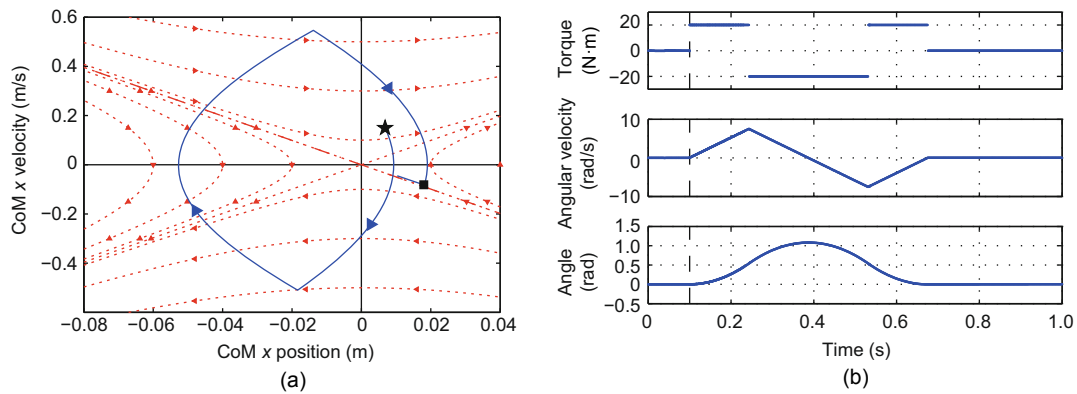 0.6
0.4
0.2
0
−0.2
−0.4
CoM x velocity (m/s)
−0.08 −0.06 −0.04 −0.02 0 0.02 0.04
CoM x position (m)
(a)
20
0
−20
Torque
(N·m)
10
0
−10
Angular velocity
(rad/s)
1.5
1.0
0.5
0
−0.5
Angle
(rad)
0 0.2 0.4 0.6 0.8 1.0
Time (s)
(b)